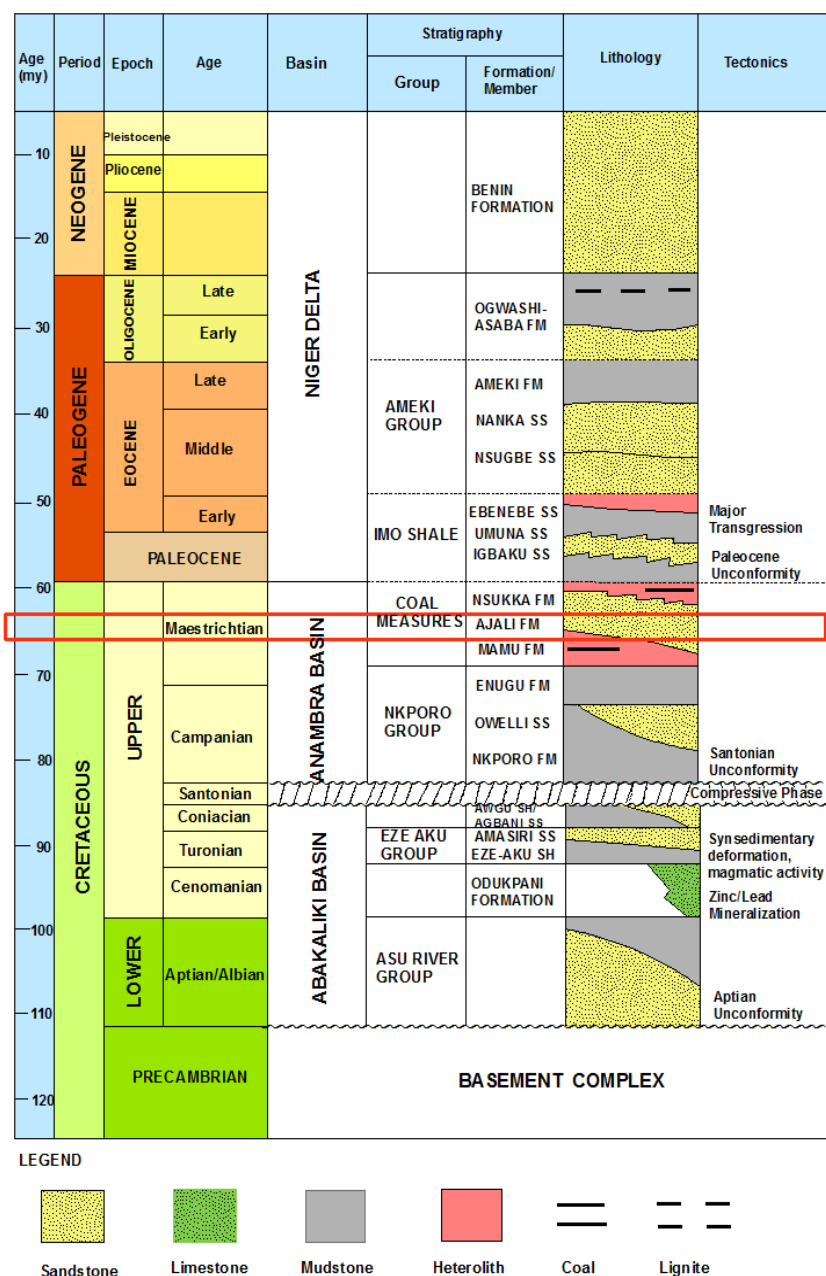 Age (my)
Period
Epoch
Age
Basin
Stratigraphy
Group
Formation/
Member
Lithology
Tectonics
10
20
30
40
50
60
70
80
90
100
110
120
NEOGENE
PALEOGENE
CRETACEOUS
Pleistocene
Pliocene
MIOCENE
OLIGOCENE
Late
Early
EOCENE
Late
Middle
Early
PALEOCENE
UPPER
Maestrichtian
Campanian
Santonian
Coniacian
Turonian
Cenomanian
LOWER
Aptian/Albian
PRECAMBRIAN
NIGER DELTA
ANAMBRA BASIN
ABAKALIKI BASIN
AMEKI
GROUP
IMO SHALE
COAL
MEASURES
NKPORO
GROUP
EZE AKU
GROUP
ASU RIVER
GROUP
BENIN
FORMATION
OGWASHI-
ASABA FM
AMEKI FM
NANKA SS
NSUGBE SS
EBENEBE SS
UMUNA SS
IGBAKU SS
NSUKKA FM
AJALI FM
MAMU FM
ENUGU FM
OWELLI SS
NKPORO FM
AWGU SH/
AGBANI SS
AMASIRI SS
EZE-AKU SH
ODUKPANI
FORMATION
Major
Transgression
Paleocene
Unconformity
Santonian
Unconformity
Compressive Phase
Synsedimentary
deformation,
magmatic activity
Zinc/Lead
Mineralization
Aptian
Unconformity
BASEMENT COMPLEX
LEGEND
Sandstone
Limestone
Mudstone
Heterolith
Coal
Lignite